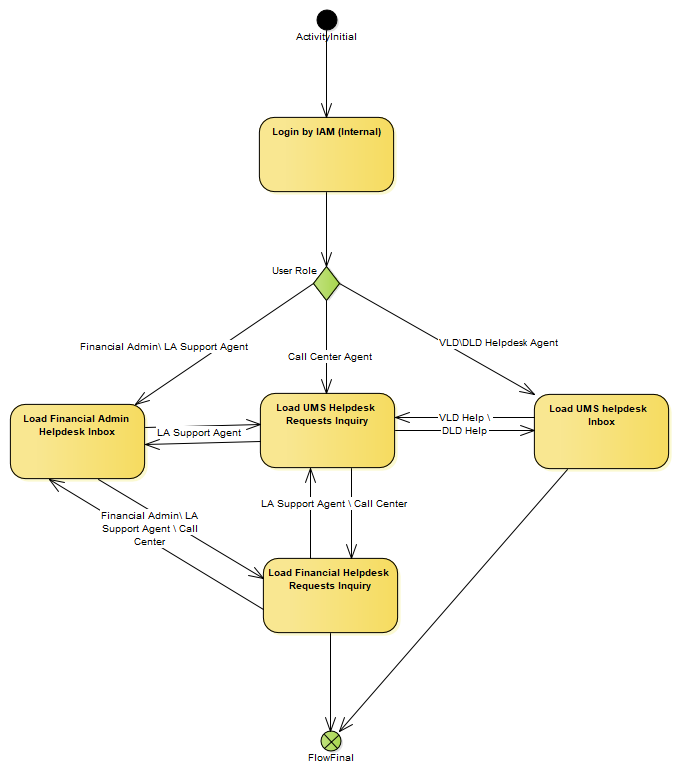 ActivityInitial
Login by IAM (Internal)
User Role
Financial Admin\ LA Support Agent
Call Center Agent
VLD\DLD Helpdesk Agent
Load Financial Admin
Helpdesk Inbox
LA Support Agent
Load UMS Helpdesk
Requests Inquiry
VLD Help \
DLD Help
Load UMS helpdesk
Inbox
LA Support Agent \ Call Center
Financial Admin\ LA
Support Agent \ Call
Center
Load Financial Helpdesk
Requests Inquiry
FlowFinal